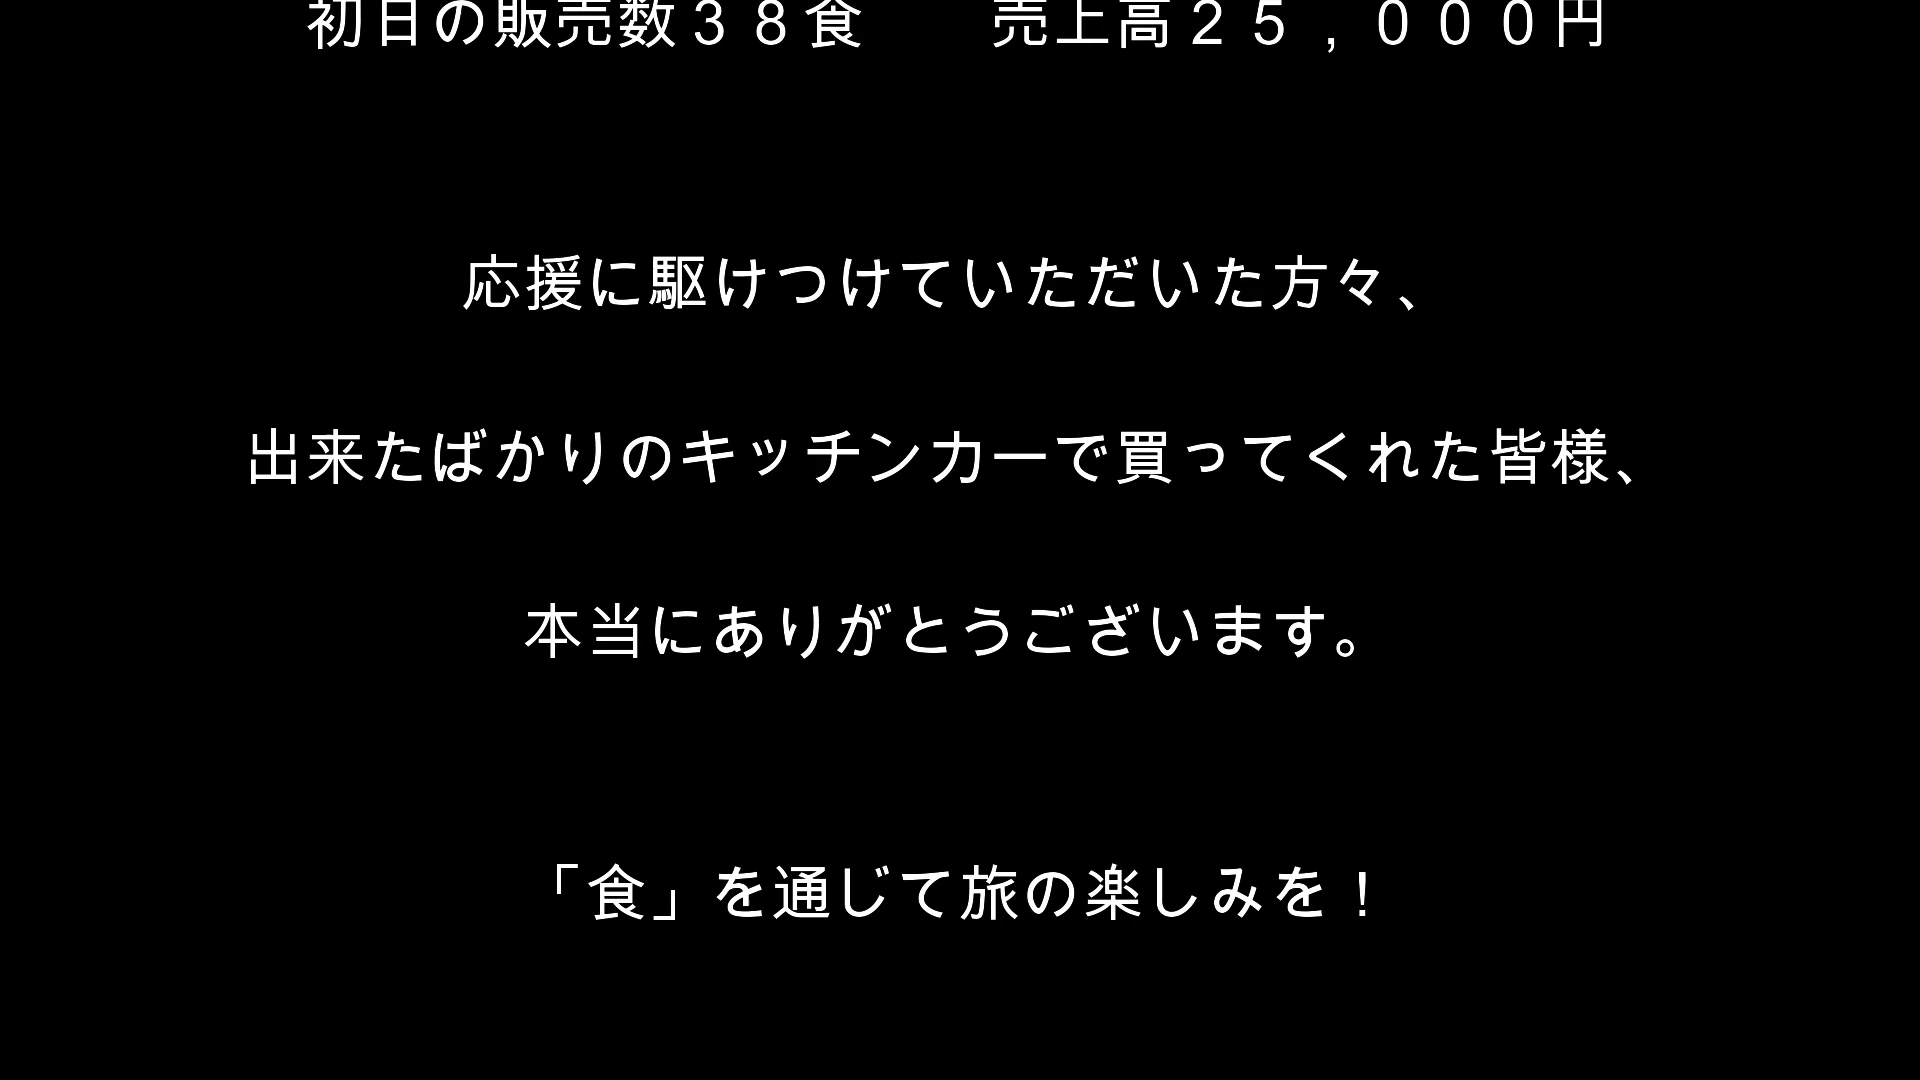 初日の販売数３８食　　売上高２５，０００円
応援に駆けつけていただいた方々、
出来たばかりのキッチンカーで買ってくれた皆様、
本当にありがとうございます。
「食」を通じて旅の楽しみを！